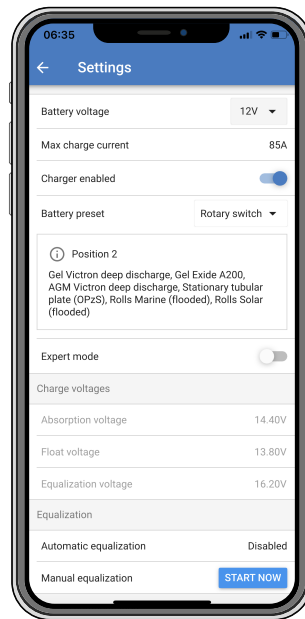 06:35
Settings
Battery voltage 12V
Max charge current 85A
Charger enabled
Battery preset Rotary switch
Position 2
Gel Victron deep discharge, Gel Exide A200,
AGM Victron deep discharge, Stationary tubular
plate (OPzS), Rolls Marine (flooded), Rolls Solar
(flooded)
Expert mode
Charge voltages
Absorption voltage 14.40V
Float voltage 13.80V
Equalization voltage 16.20V
Equalization
Automatic equalization Disabled
Manual equalization START NOW